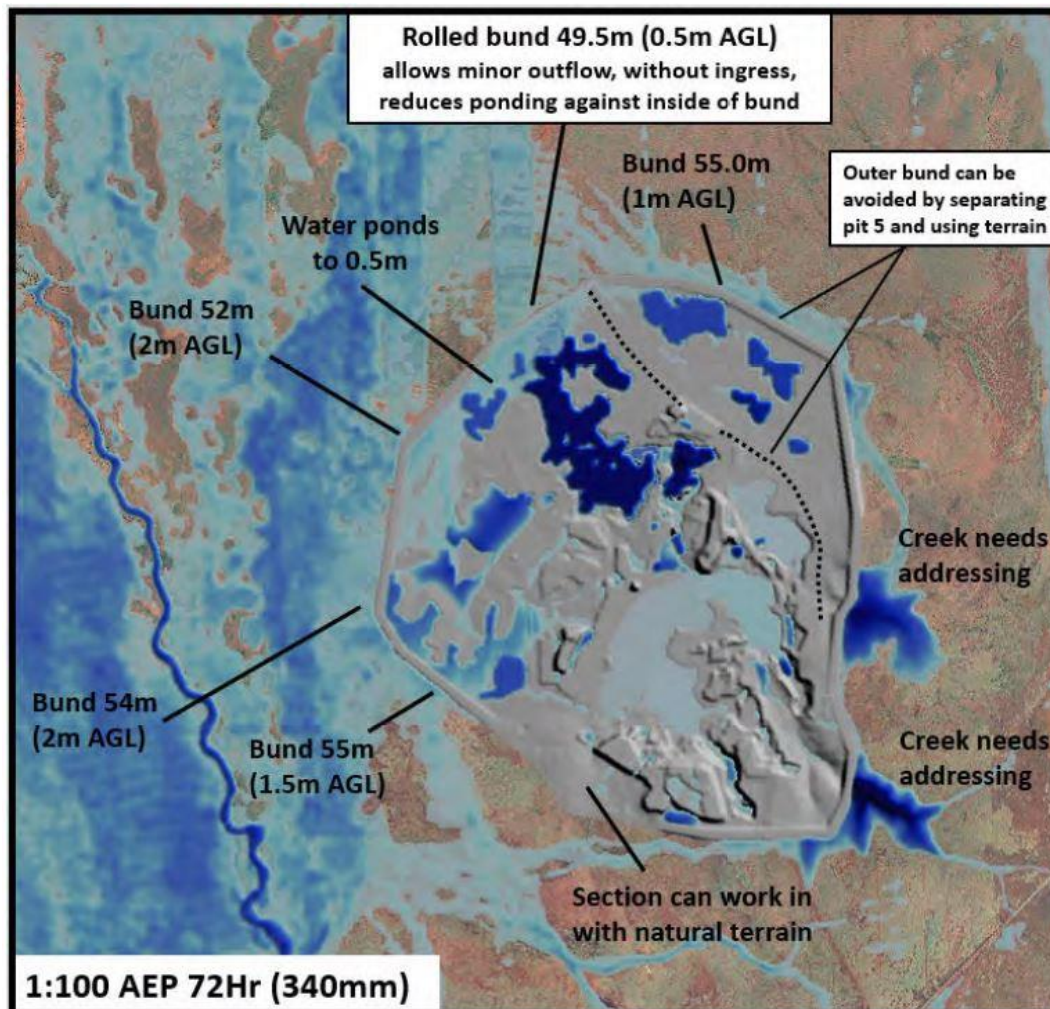 Rolled bund 49.5m (0.5m AGL)
allows minor outflow, without ingress,
reduces ponding against inside of bund
Bund 55.0m
(1m AGL)
Outer bund can be
avoided by separating
pit 5 and using terrain
Water ponds
to 0.5m
Bund 52m
(2m AGL)
Creek needs
addressing
Bund 54m
(2m AGL)
Bund 55m
(1.5m AGL)
Creek needs
addressing
Section can work in
with natural terrain
1:100 AEP 72Hr (340mm)